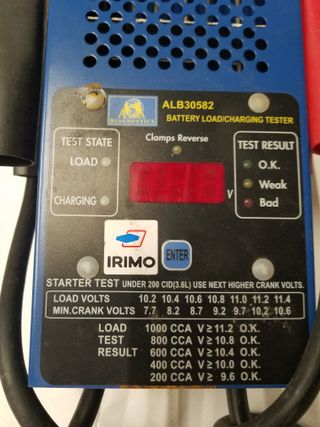 DIAGNOSTICS
ALB30582
BATTERY LOAD/CHARGING TESTER
Clamps Reverse
TEST STATE
LOAD
CHARGING
V
TEST RESULT
O.K.
Weak
Bad
IRIMO
ENTER
STARTER TEST UNDER 200 CID(3.6L) USE NEXT HIGHER CRANK VOLTS.
LOAD VOLTS 10.2 10.4 10.6 10.8 11.0 11.2 11.4
MIN.CRANK VOLTS 7.7 8.2 8.7 9.2 9.7 10.2 10.6
LOAD 1000 CCA V≥11.2 O.K.
TEST 800 CCA V≥10.8 O.K.
RESULT 600 CCA V≥10.4 O.K.
400 CCA V≥10.0 O.K.
200 CCA V≥ 9.6 O.K.